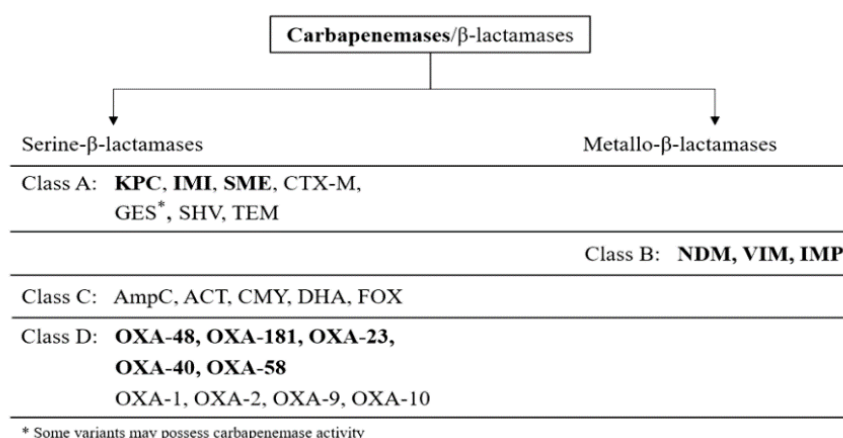 Carbapenemases/β-lactamases
Serine-β-lactamases
Metallo-β-lactamases
Class A: KPC, IMI, SME, CTX-M,
GES*, SHV, TEM
Class B: NDM, VIM, IMP
Class C: AmpC, ACT, CMY, DHA, FOX
Class D: OXA-48, OXA-181, OXA-23,
OXA-40, OXA-58
OXA-1, OXA-2, OXA-9, OXA-10
* Some variants may possess carbapenemase activity